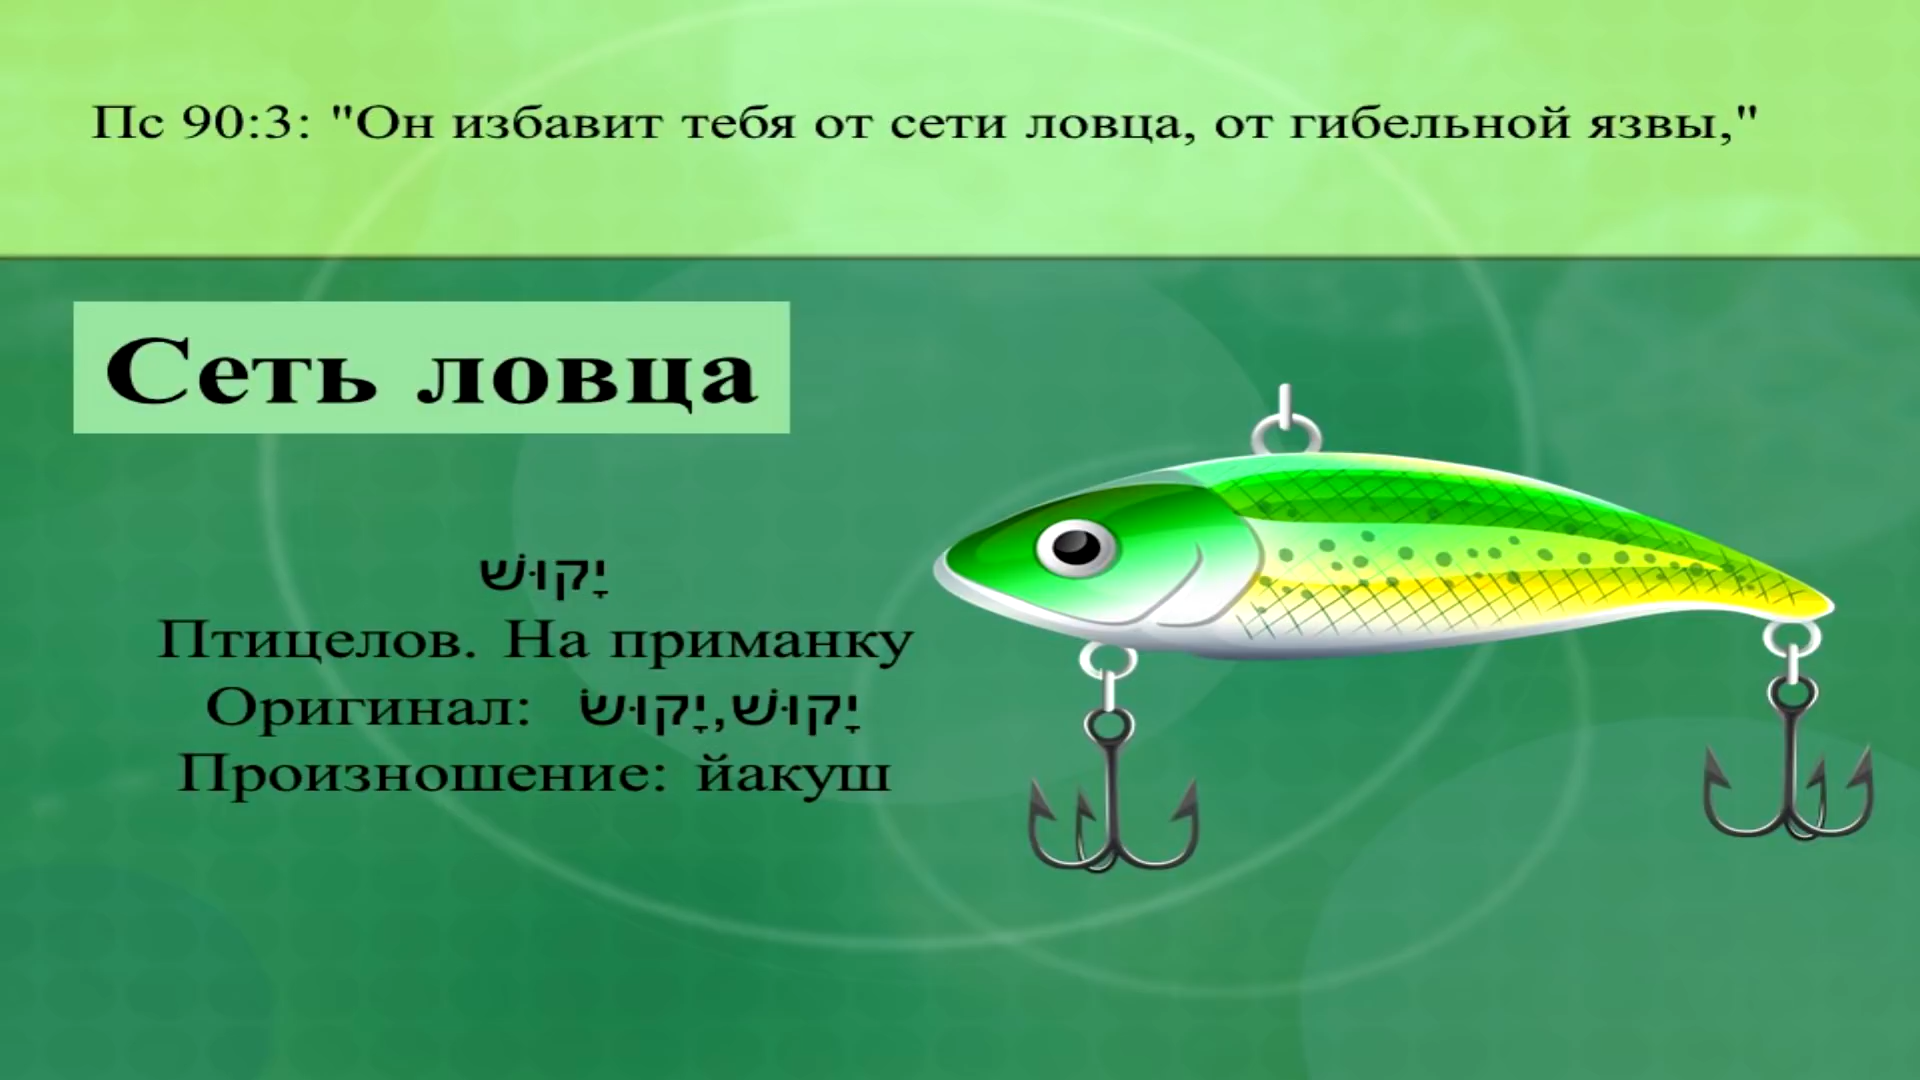 Пс 90:3: "Он избавит тебя от сети ловца, от гибельной язвы,"
Сеть ловца
יָקוּשׁ
Птицелов. На приманку
Оригинал: יָקוּשׁ,יָקוּשׂ
Произношение: йакуш